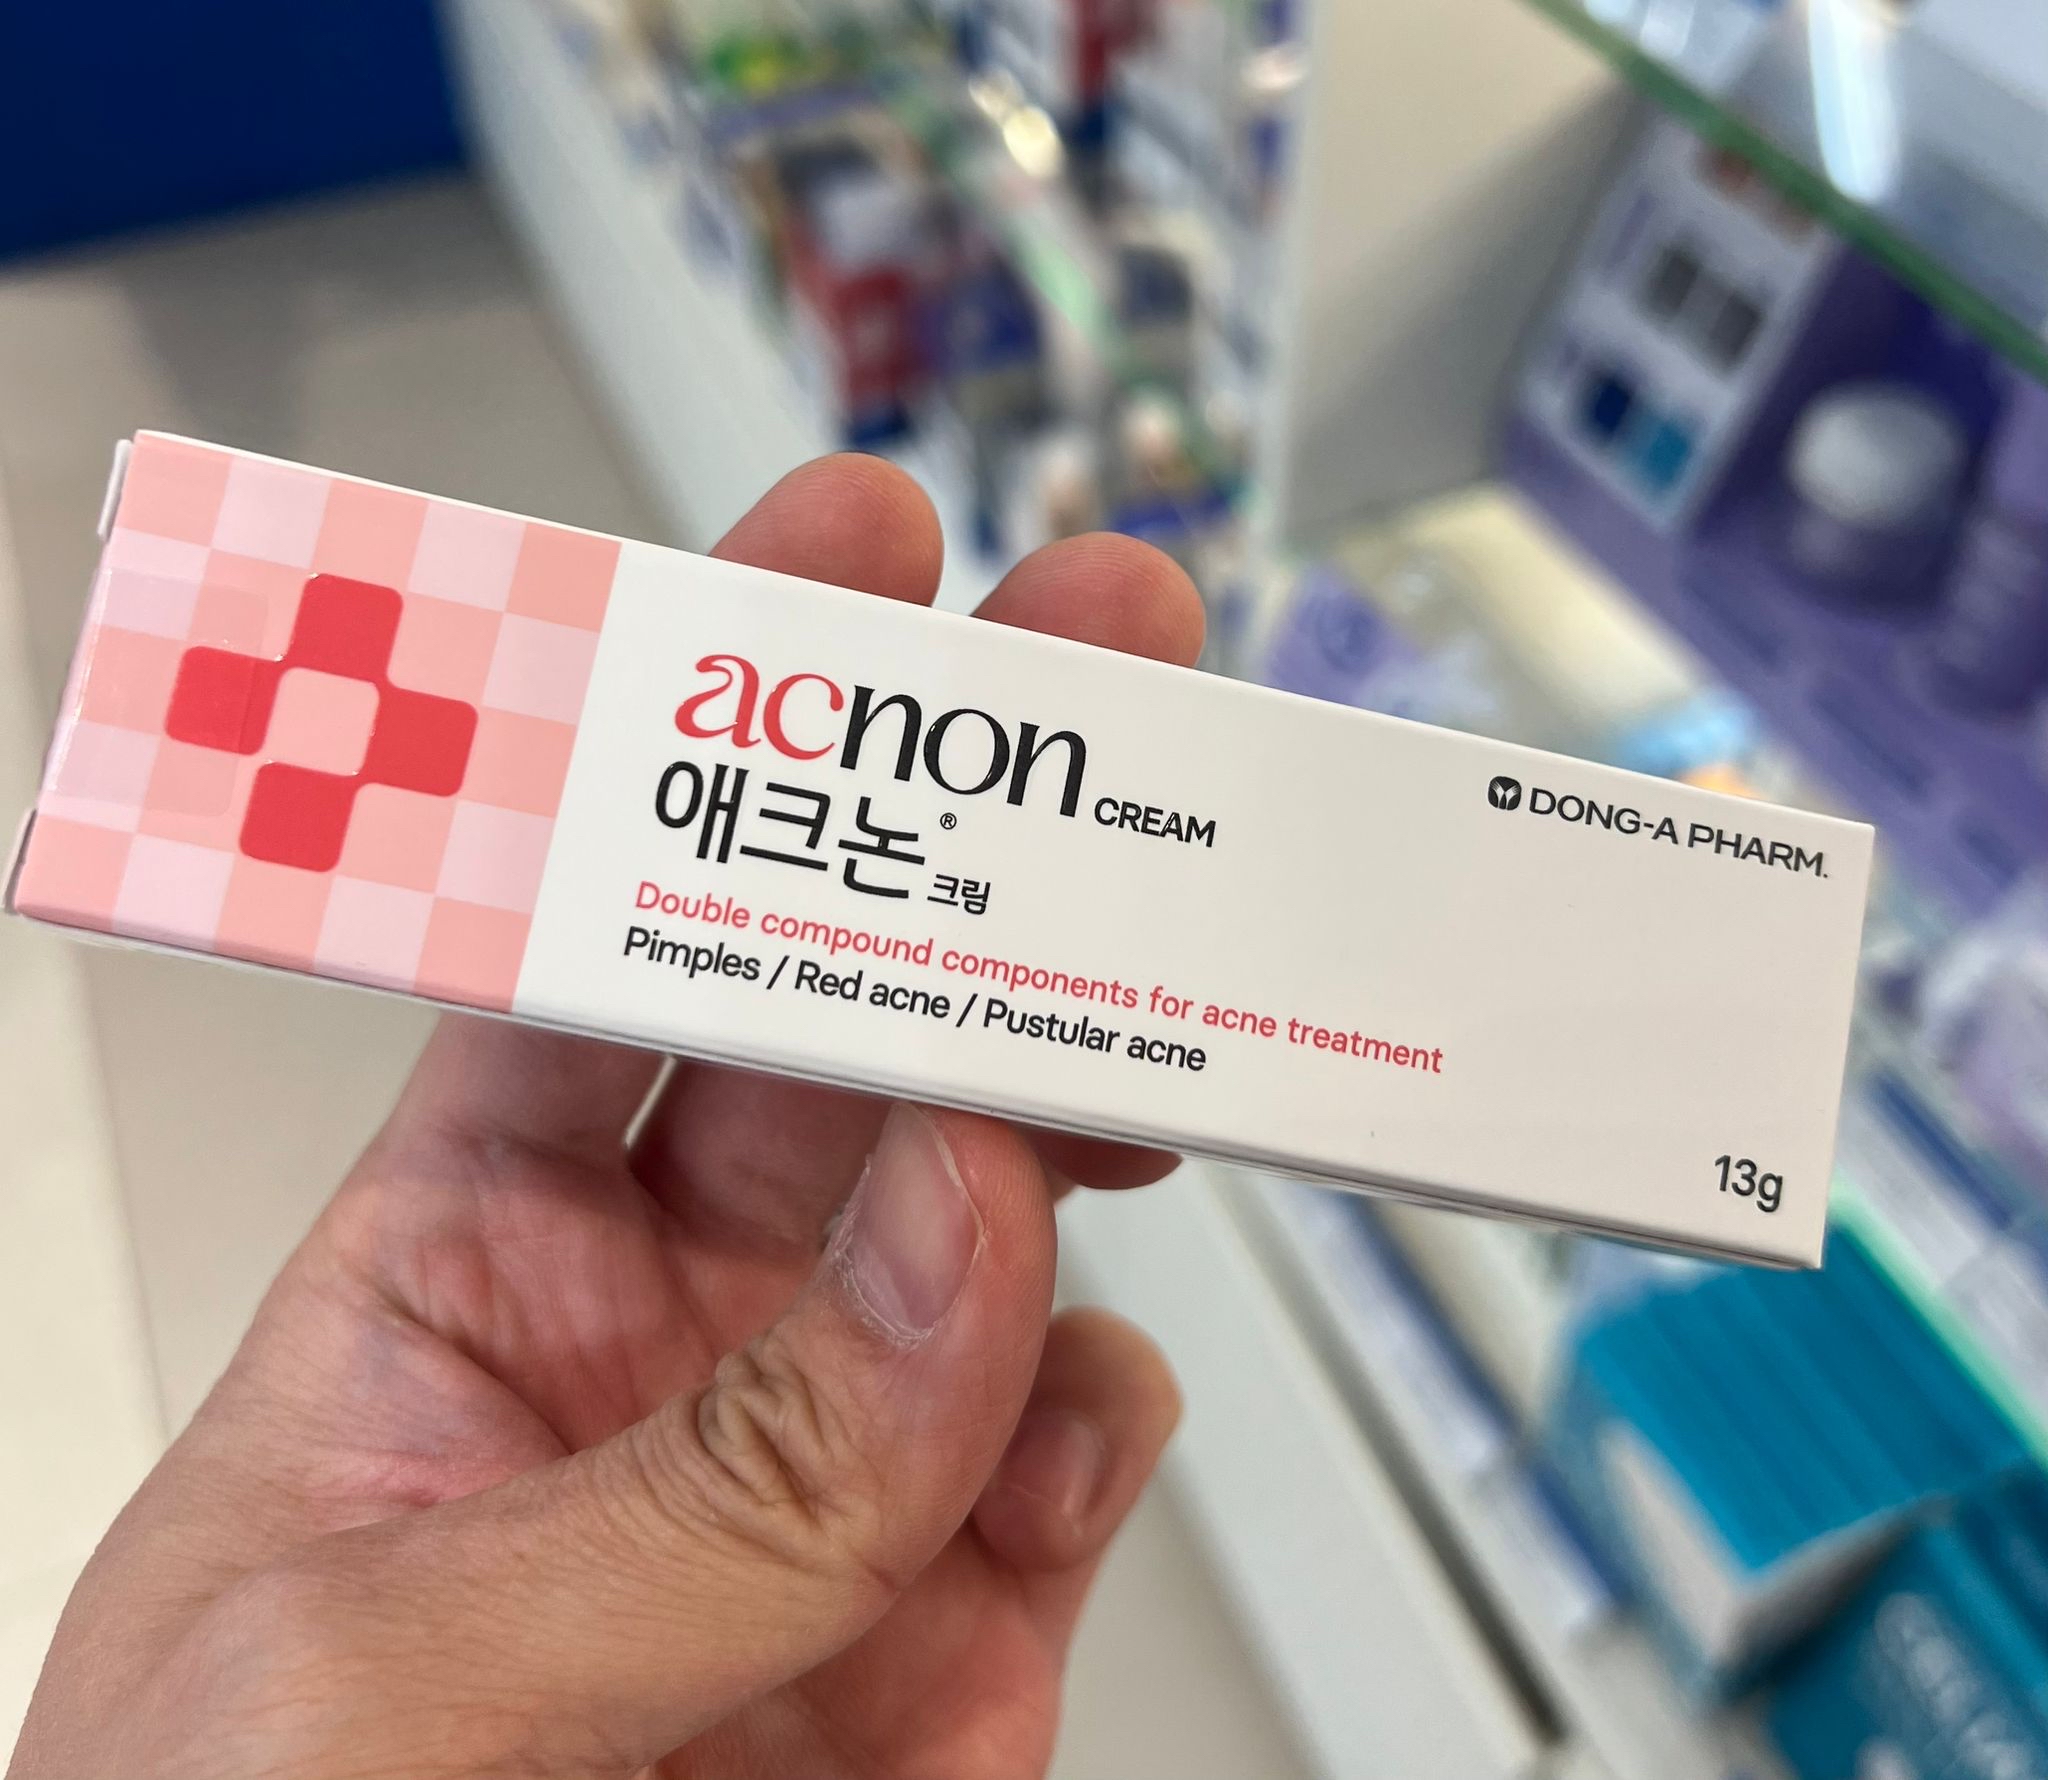 acnon CREAM
애크논® 크림
Double compound components for acne treatment
Pimples / Red acne / Pustular acne
DONG-A PHARM.
13g